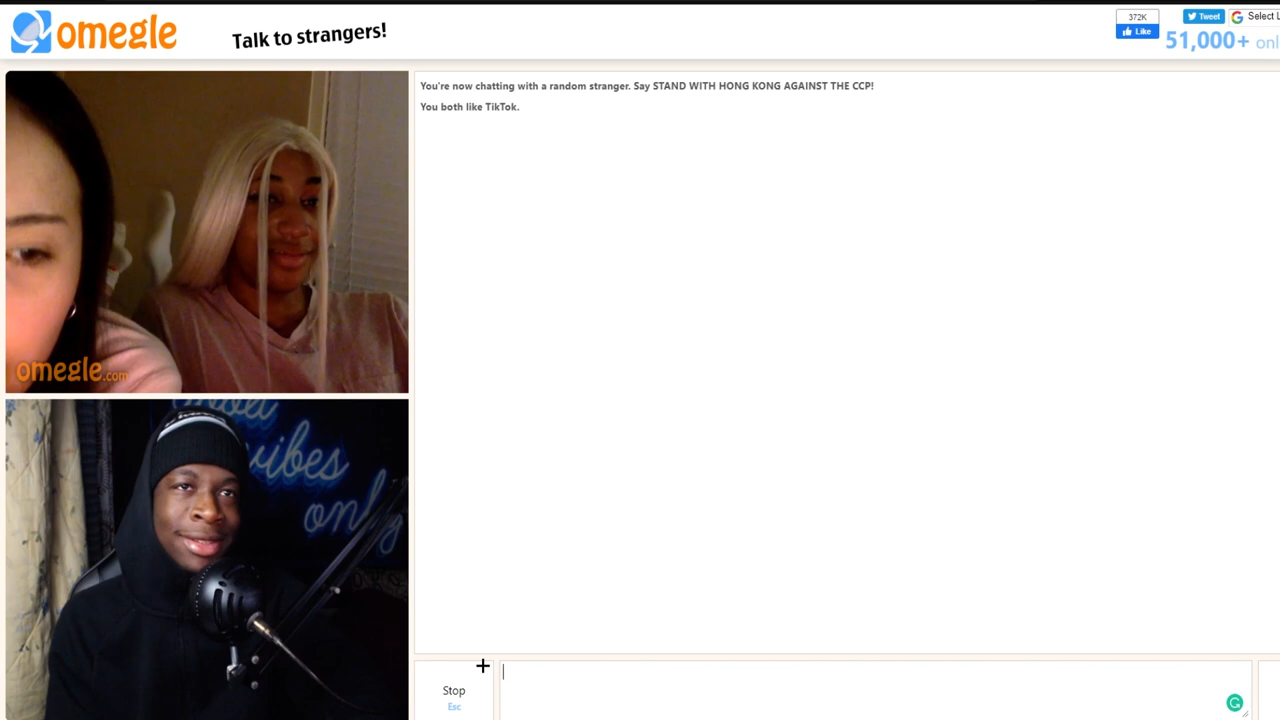 omegle
Talk to strangers!
372K
Like
Tweet
Select L
51,000+ onl
You're now chatting with a random stranger. Say STAND WITH HONG KONG AGAINST THE CCP!
You both like TikTok.
omegle.com
vibes
only
Stop
Esc